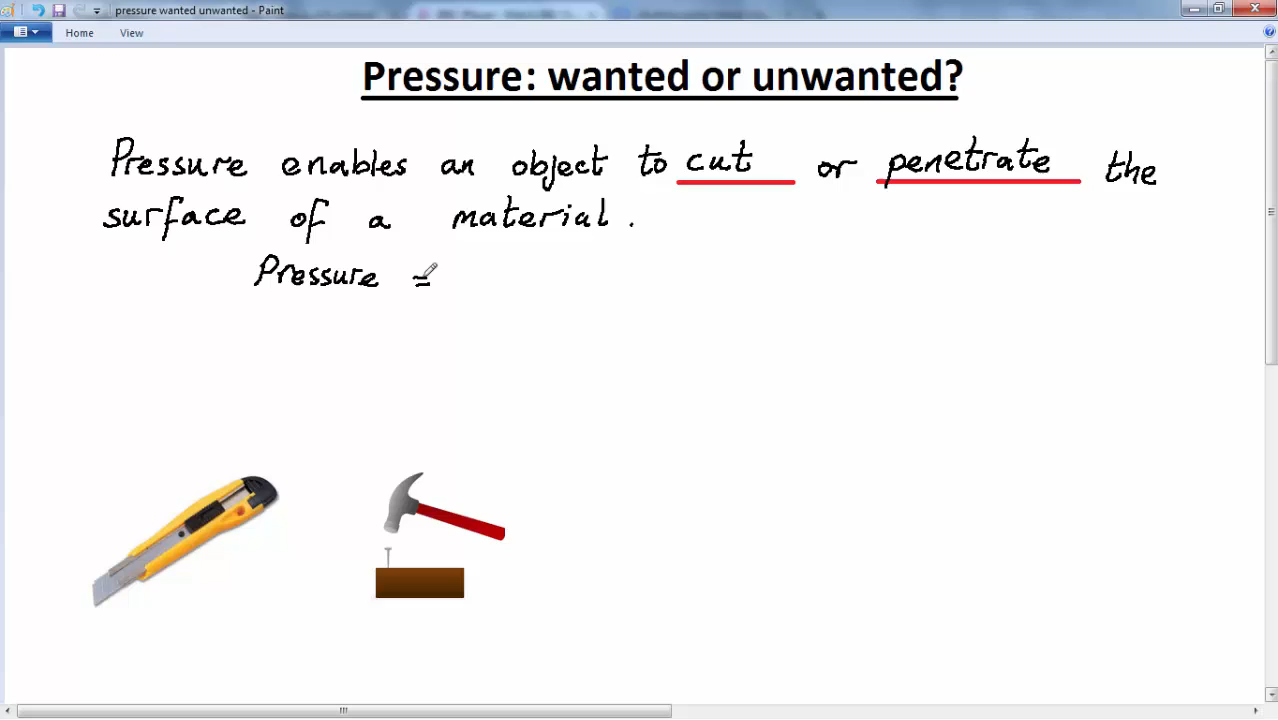 pressure wanted unwanted - Paint
Home View
Pressure: wanted or unwanted?
Pressure enables an object to cut or penetrate the
surface of a material.
Pressure =